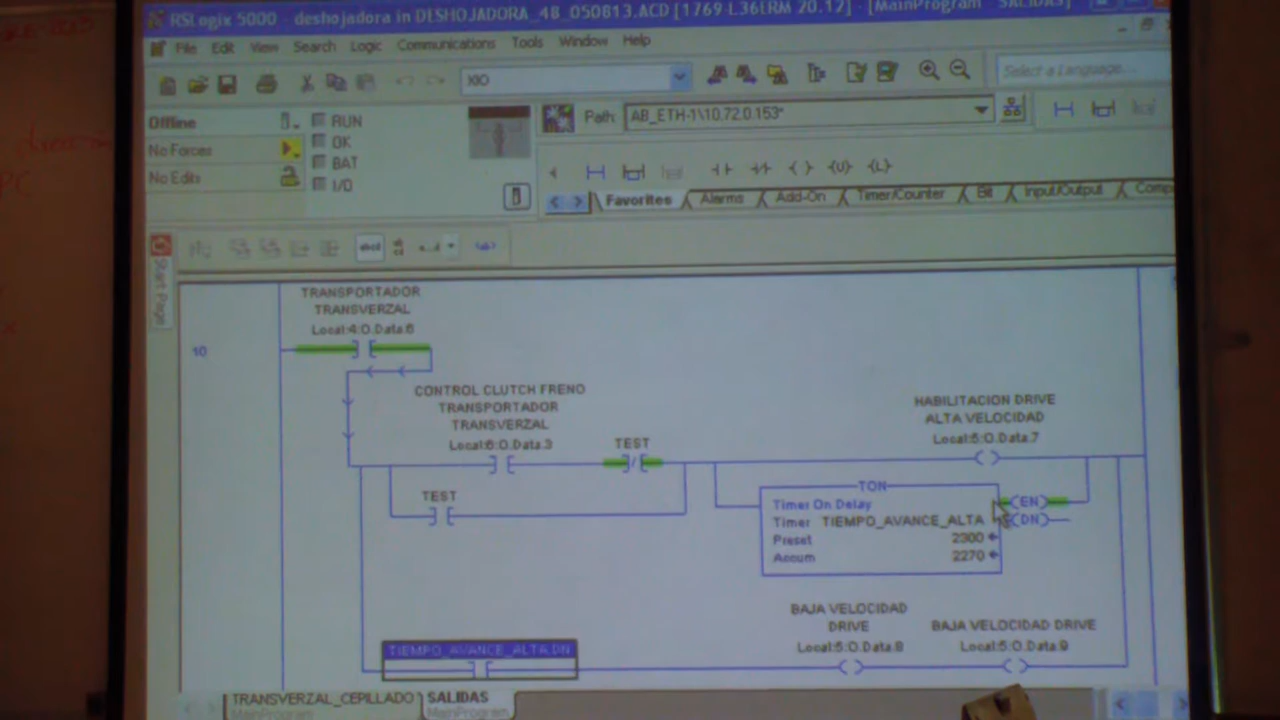 RSLogix 5000 - deshojadora in DESHOJADORA_4B_050813.ACD [1769-L36ERM 20.12] - [MainProgram - SALIDAS]
File Edit View Search Logic Communications Tools Window Help
XIO
Select a Language...
Offline
RUN
No Forces
OK
No Edits
BAT
I/O
Path: AB_ETH-1\10.72.0.153*
Favorites Alarms Add-On Timer/Counter Bit Input/Output
Start Page
TRANSPORTADOR
TRANSVERZAL
Local:4:O.Data.6
10
CONTROL CLUTCH FRENO
TRANSPORTADOR
TRANSVERZAL
Local:6:O.Data.3
TEST
HABILITACION DRIVE
ALTA VELOCIDAD
Local:5:O.Data.7
TEST
TON
Timer On Delay
Timer TIEMPO_AVANCE_ALTA
Preset 2300
Accum 2270
EN
DN
TIEMPO_AVANCE_ALTA.DN
BAJA VELOCIDAD
DRIVE
Local:5:O.Data.8
BAJA VELOCIDAD DRIVE
Local:5:O.Data.9
TRANSVERZAL_CEPILLADO
MainProgram
SALIDAS
MainProgram